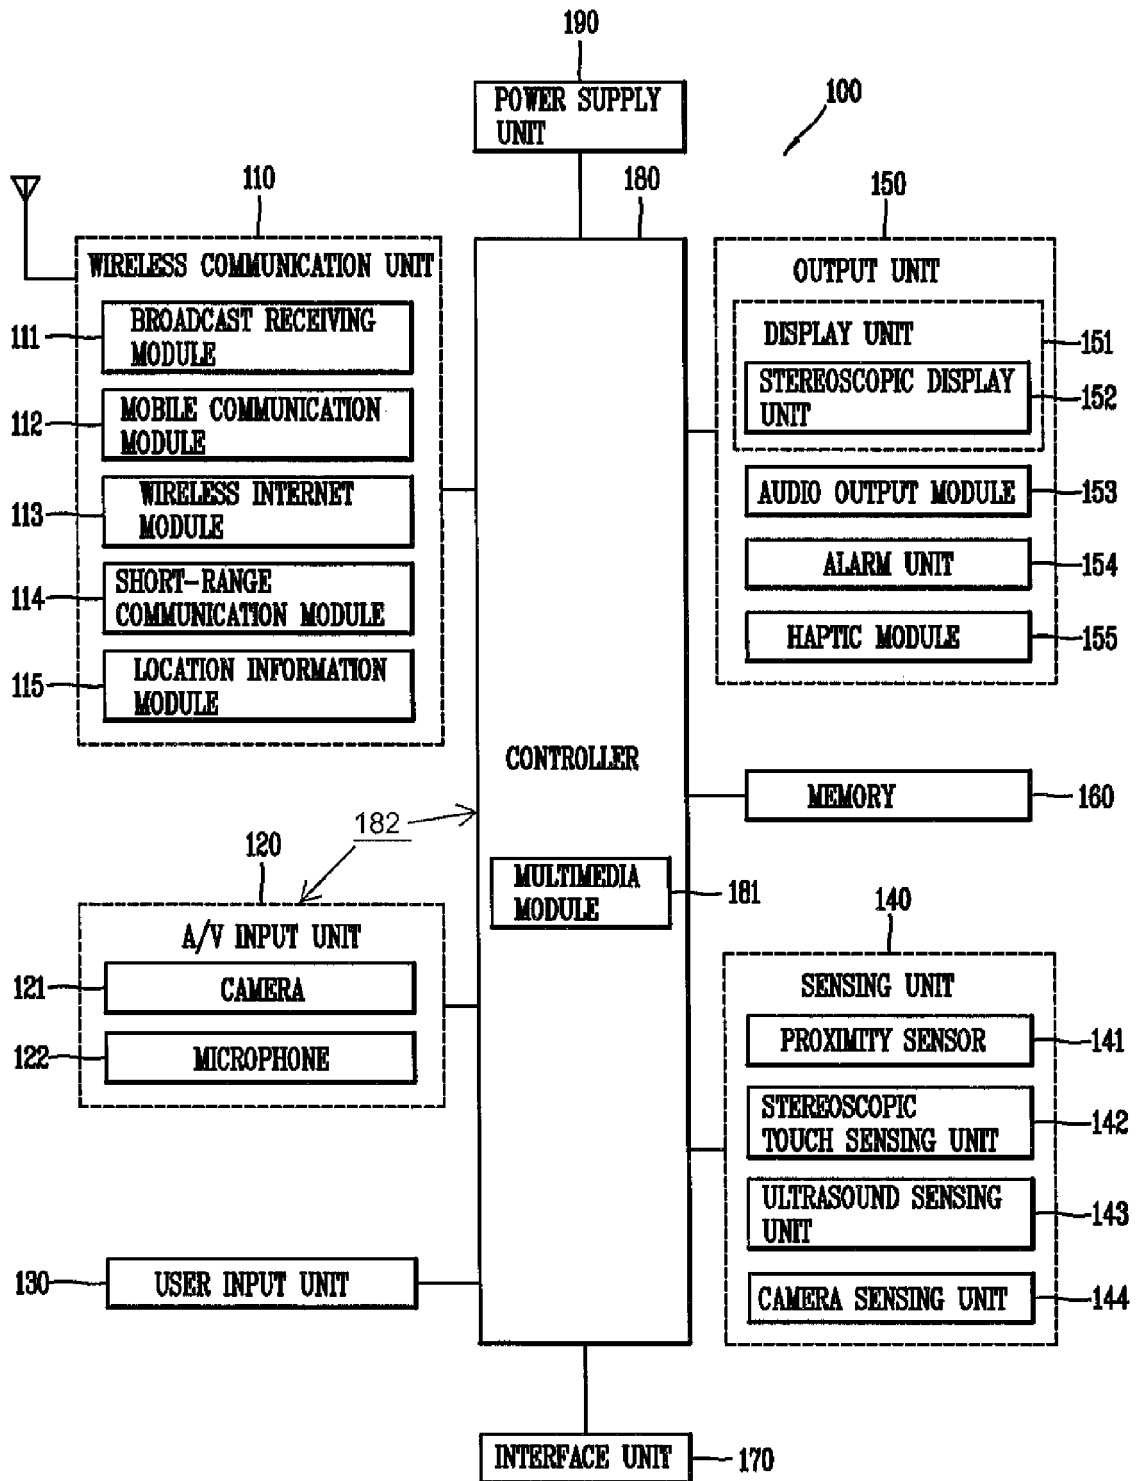 190
POWER SUPPLY
UNIT
100
110
180
150
WIRELESS COMMUNICATION UNIT
111
BROADCAST RECEIVING
MODULE
112
MOBILE COMMUNICATION
MODULE
113
WIRELESS INTERNET
MODULE
114
SHORT-RANGE
COMMUNICATION MODULE
115
LOCATION INFORMATION
MODULE
OUTPUT UNIT
DISPLAY UNIT
151
STEREOSCOPIC DISPLAY
UNIT
152
AUDIO OUTPUT MODULE
153
ALARM UNIT
154
HAPTIC MODULE
155
CONTROLLER
MULTIMEDIA
MODULE
181
MEMORY
160
182
120
A/V INPUT UNIT
121
CAMERA
122
MICROPHONE
140
SENSING UNIT
PROXIMITY SENSOR
141
STEREOSCOPIC
TOUCH SENSING UNIT
142
ULTRASOUND SENSING
UNIT
143
CAMERA SENSING UNIT
144
130
USER INPUT UNIT
INTERFACE UNIT
170